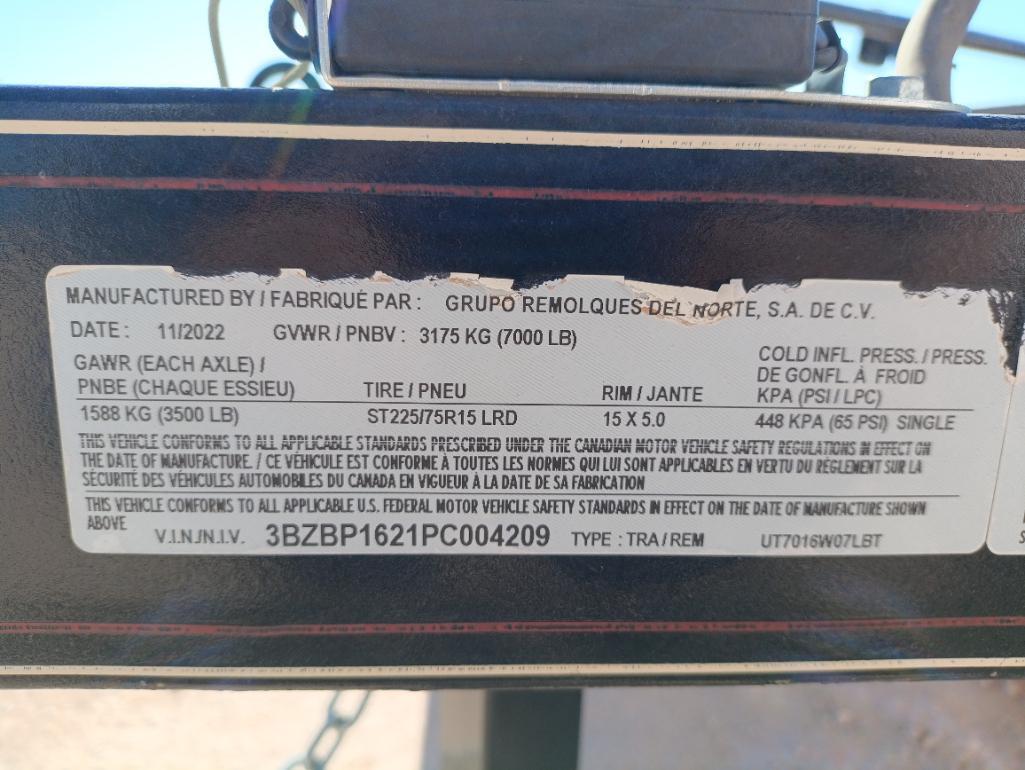 MANUFACTURED BY / FABRIQUÉ PAR : GRUPO REMOLQUES DEL NORTE, S.A. DE C.V.
DATE : 11/2022 GVWR / PNBV : 3175 KG (7000 LB)
GAWR (EACH AXLE) /
PNBE (CHAQUE ESSIEU) TIRE / PNEU RIM / JANTE
COLD INFL. PRESS. / PRESS.
DE GONFL. À FROID
KPA (PSI / LPC)
1588 KG (3500 LB) ST225/75R15 LRD 15 X 5.0 448 KPA (65 PSI) SINGLE
THIS VEHICLE CONFORMS TO ALL APPLICABLE STANDARDS PRESCRIBED UNDER THE CANADIAN MOTOR VEHICLE SAFETY REGULATIONS IN EFFECT ON
THE DATE OF MANUFACTURE. / CE VÉHICULE EST CONFORME À TOUTES LES NORMES QUI LUI SONT APPLICABLES EN VERTU DU RÉGLEMENT SUR LA
SÉCURITÉ DES VÉHICULES AUTOMOBILES DU CANADA EN VIGUEUR À LA DATE DE SA FABRICATION
THIS VEHICLE CONFORMS TO ALL APPLICABLE U.S. FEDERAL MOTOR VEHICLE SAFETY STANDARDS IN EFFECT ON THE DATE OF MANUFACTURE SHOWN
ABOVE
V.I.N./N.I.V. 3BZBP1621PC004209 TYPE : TRA / REM UT7016W07LBT